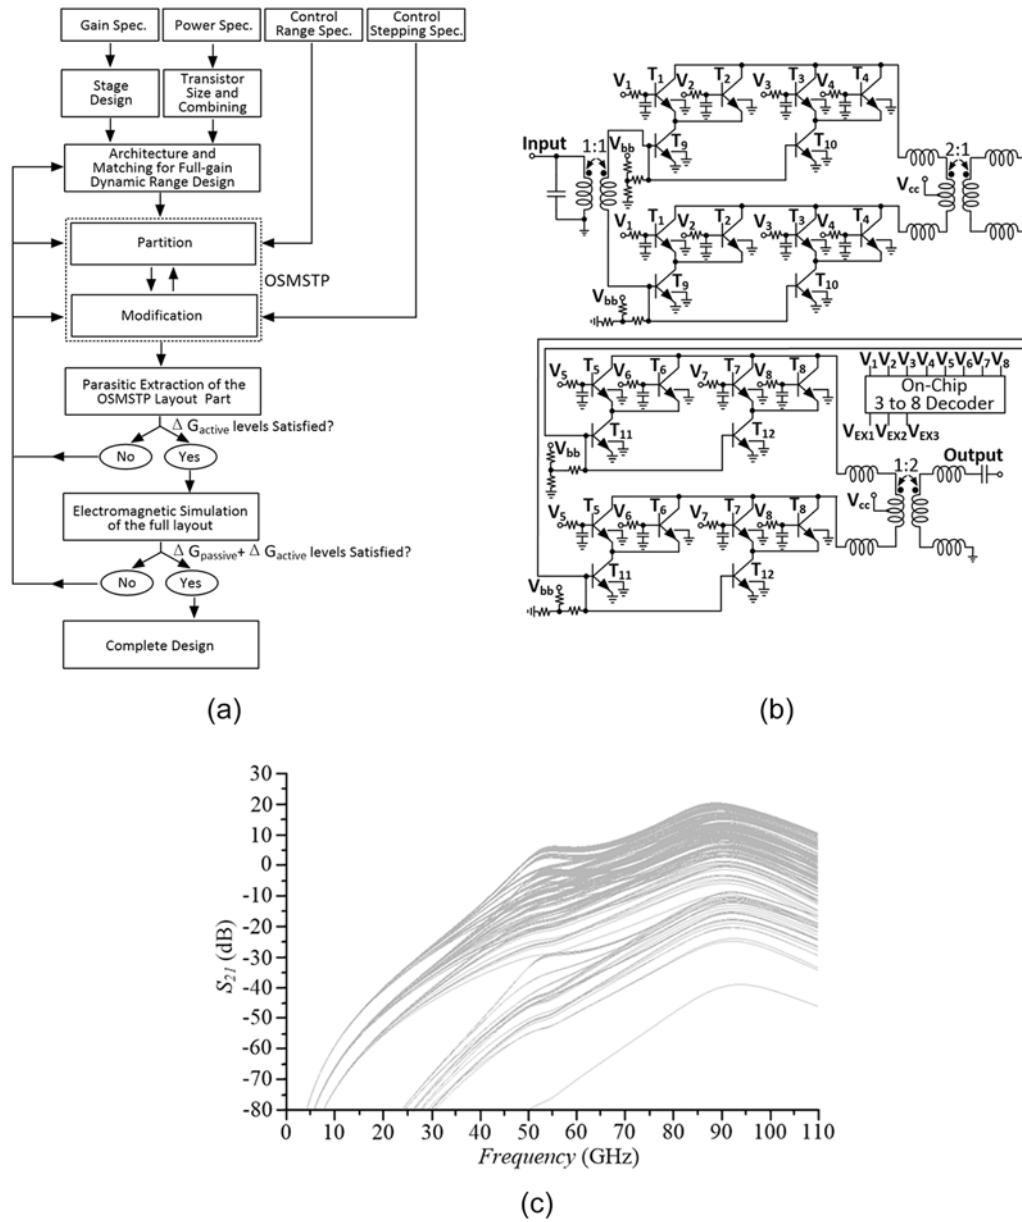 Gain Spec.
Power Spec.
Control
Range Spec.
Control
Stepping Spec.
Stage
Design
Transistor
Size and
Combining
Architecture and
Matching for Full-gain
Dynamic Range Design
Partition
OSMSTP
Modification
Parasitic Extraction of the
OSMSTP Layout Part
Δ Gactive levels Satisfied?
No
Yes
Electromagnetic Simulation
of the full layout
Δ Gpassive+ Δ Gactive levels Satisfied?
No
Yes
Complete Design
(a)
V1 T1 V2 T2 V3 T3 V4 T4
Input 1:1 Vbb T9 T10 2:1
Vcc
V1 T1 V2 T2 V3 T3 V4 T4
Vbb T9 T10
V5 T5 V6 T6 V7 T7 V8 T8
V1 V2 V3 V4 V5 V6 V7 V8
On-Chip
3 to 8 Decoder
VEX1 VEX2 VEX3
Vbb T11 T12
Output
1:2
Vcc
V5 T5 V6 T6 V7 T7 V8 T8
Vbb T11 T12
(b)
30
20
10
0
-10
-20
-30
-40
-50
-60
-70
-80
S21 (dB)
0 10 20 30 40 50 60 70 80 90 100 110
Frequency (GHz)
(c)